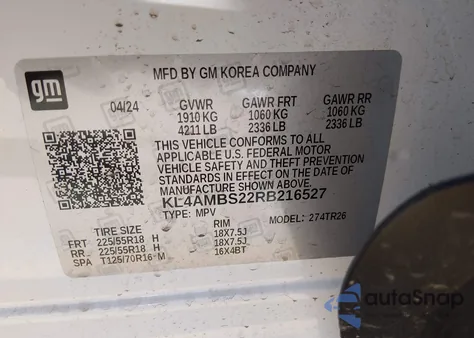 MFD BY GM KOREA COMPANY
gm
04/24 GVWR GAWR FRT GAWR RR
1910 KG 1060 KG 1060 KG
4211 LB 2336 LB 2336 LB
THIS VEHICLE CONFORMS TO ALL
APPLICABLE U.S. FEDERAL MOTOR
VEHICLE SAFETY AND THEFT PREVENTION
STANDARDS IN EFFECT ON THE DATE OF
MANUFACTURE SHOWN ABOVE.
KL4AMBS22RB216527
TYPE: MPV MODEL: 274TR26
TIRE SIZE RIM
FRT 225/55R18 H 18X7.5J
RR 225/55R18 H 18X7.5J
SPA T125/70R16 M 16X4BT
autoSnap